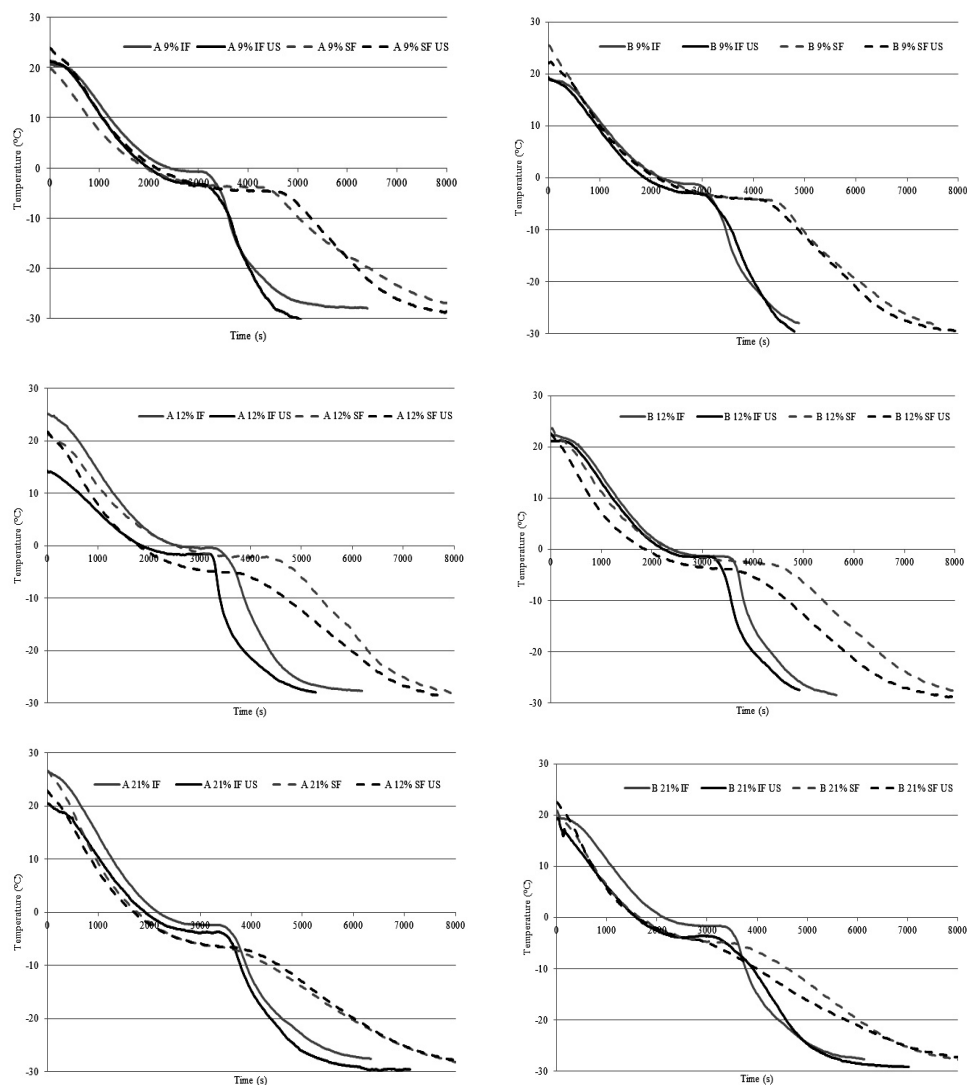 A 9% IF A 9% IF US A 9% SF A 9% SF US
30
20
10
0
-10
-20
-30
0 1000 2000 3000 4000 5000 6000 7000 8000
Temperature (°C)
Time (s)
B 9% IF B 9% IF US B 9% SF B 9% SF US
30
20
10
0
-10
-20
-30
0 1000 2000 3000 4000 5000 6000 7000 8000
Temperature (°C)
Time (s)
A 12% IF A 12% IF US A 12% SF A 12% SF US
30
20
10
0
-10
-20
-30
0 1000 2000 3000 4000 5000 6000 7000 8000
Temperature (°C)
Time (s)
B 12% IF B 12% IF US B 12% SF B 12% SF US
30
20
10
0
-10
-20
-30
0 1000 2000 3000 4000 5000 6000 7000 8000
Temperature (°C)
Time (s)
A 21% IF A 21% IF US A 21% SF A 12% SF US
30
20
10
0
-10
-20
-30
0 1000 2000 3000 4000 5000 6000 7000 8000
Temperature (°C)
Time (s)
B 21% IF B 21% IF US B 21% SF B 21% SF US
30
20
10
0
-10
-20
-30
0 1000 2000 3000 4000 5000 6000 7000 8000
Temperature (°C)
Time (s)